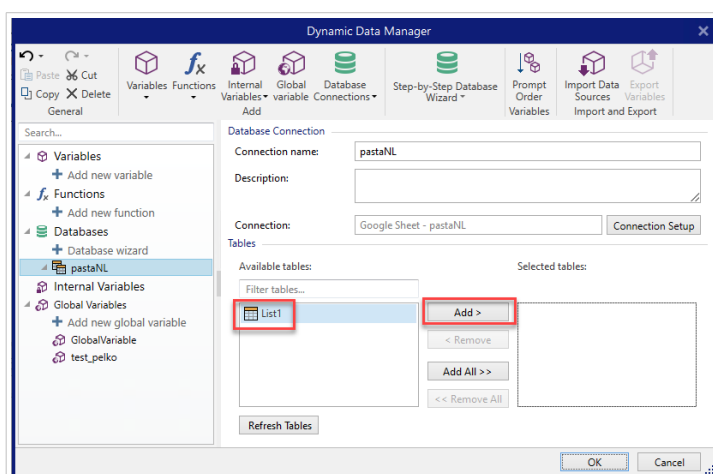 Dynamic Data Manager
Paste Cut
Copy Delete
General
Variables Functions
Internal Variables
Global variable
Database Connections
Add
Step-by-Step Database Wizard
Prompt Order
Variables
Import Data Sources
Export Variables
Import and Export
Search...
Variables
Add new variable
Functions
Add new function
Databases
Database wizard
pastaNL
Internal Variables
Global Variables
Add new global variable
GlobalVariable
test_pelko
Database Connection
Connection name: pastaNL
Description:
Connection: Google Sheet - pastaNL Connection Setup
Tables
Available tables: Selected tables:
Filter tables...
List1
Add >
< Remove
Add All >>
<< Remove All
Refresh Tables
OK Cancel